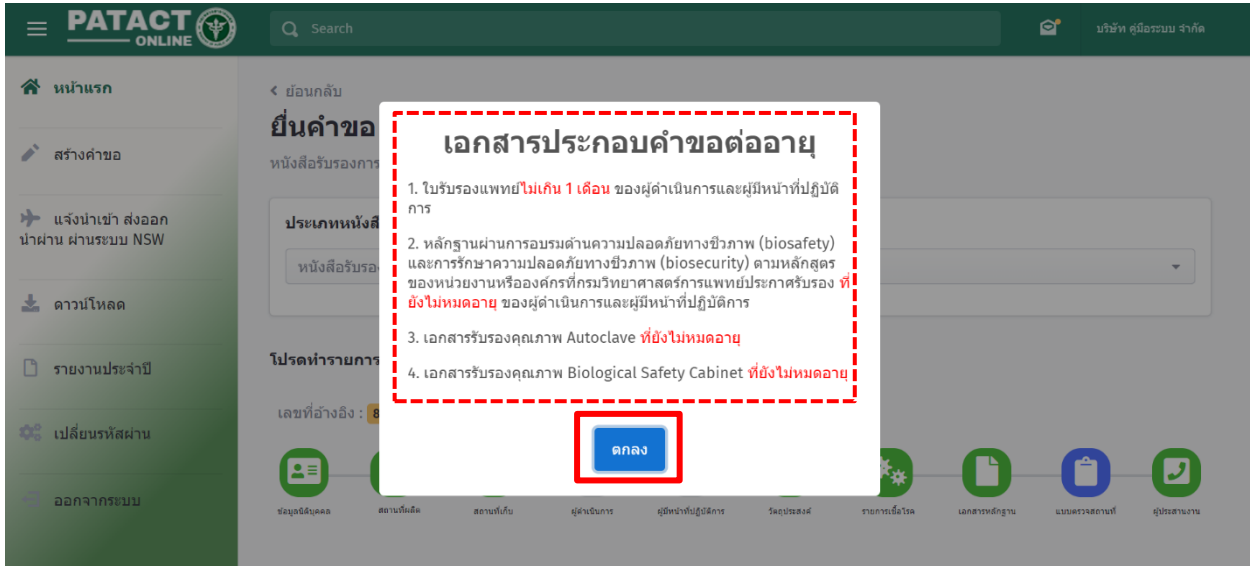 PATACT
ONLINE
Search
บริษัท คู่มือระบบ จำกัด
หน้าแรก
สร้างคำขอ
แจ้งนำเข้า ส่งออก
นำผ่าน ผ่านระบบ NSW
ดาวน์โหลด
รายงานประจำปี
เปลี่ยนรหัสผ่าน
ออกจากระบบ
ย้อนกลับ
ยื่นคำขอ
หนังสือรับรองการ
ประเภทหนังสื
หนังสือรับรอ
โปรดทำรายการ
เลขที่อ้างอิง : 8
เอกสารประกอบคำขอต่ออายุ
1. ใบรับรองแพทย์ไม่เกิน 1 เดือน ของผู้ดำเนินการและผู้มีหน้าที่ปฏิบัติ
การ
2. หลักฐานผ่านการอบรมด้านความปลอดภัยทางชีวภาพ (biosafety)
และการรักษาความปลอดภัยทางชีวภาพ (biosecurity) ตามหลักสูตร
ของหน่วยงานหรือองค์กรที่กรมวิทยาศาสตร์การแพทย์ประกาศรับรอง ที่
ยังไม่หมดอายุ ของผู้ดำเนินการและผู้มีหน้าที่ปฏิบัติการ
3. เอกสารรับรองคุณภาพ Autoclave ที่ยังไม่หมดอายุ
4. เอกสารรับรองคุณภาพ Biological Safety Cabinet ที่ยังไม่หมดอายุ
ตกลง
ข้อมูลนิติบุคคล
สถานที่ผลิต
สถานที่เก็บ
ผู้ดำเนินการ
ผู้มีหน้าที่ปฏิบัติการ
วัตถุประสงค์
รายการเชื้อโรค
เอกสารหลักฐาน
แบบตรวจสถานที่
ผู้ประสานงาน